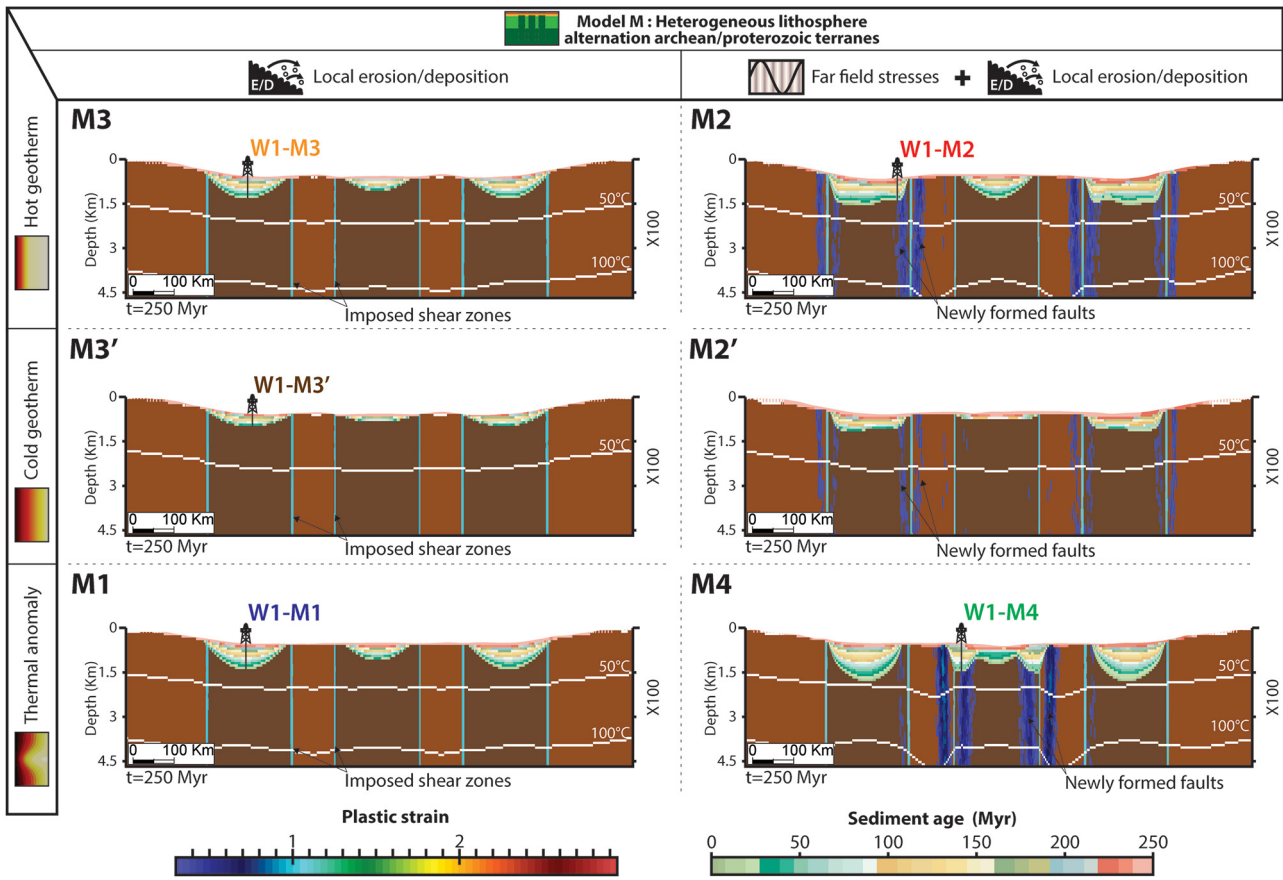 Model M : Heterogeneous lithosphere
alternation archean/proterozoic terranes
E/D
Local erosion/deposition
Far field stresses
+
E/D
Local erosion/deposition
Hot geotherm
M3
W1-M3
0
1.5
3
4.5
Depth (Km)
50°C
100°C
X100
0 100 Km
t=250 Myr
Imposed shear zones
M2
W1-M2
0
1.5
3
4.5
Depth (Km)
50°C
100°C
X100
0 100 Km
t=250 Myr
Newly formed faults
Cold geotherm
M3′
W1-M3′
0
1.5
3
4.5
Depth (Km)
50°C
X100
0 100 Km
t=250 Myr
Imposed shear zones
M2′
0
1.5
3
4.5
Depth (Km)
50°C
X100
0 100 Km
t=250 Myr
Newly formed faults
Thermal anomaly
M1
W1-M1
0
1.5
3
4.5
Depth (Km)
50°C
100°C
X100
0 100 Km
t=250 Myr
Imposed shear zones
M4
W1-M4
0
1.5
3
4.5
Depth (Km)
50°C
100°C
X100
0 100 Km
t=250 Myr
Newly formed faults
Plastic strain
1 2
Sediment age (Myr)
0 50 100 150 200 250